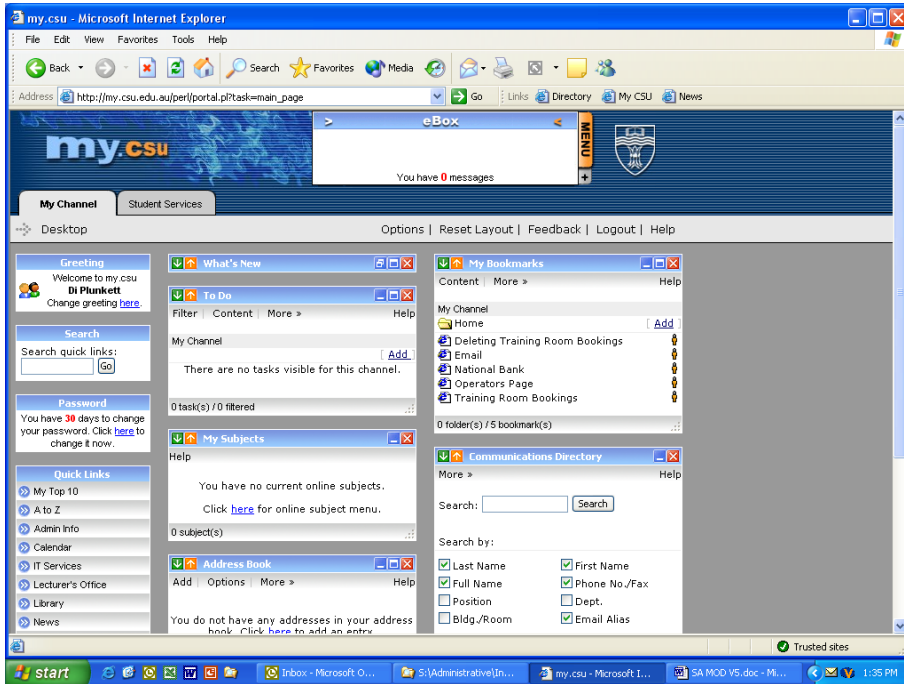 my.csu - Microsoft Internet Explorer
File Edit View Favorites Tools Help
Back Search Favorites Media
Address http://my.csu.edu.au/perl/portal.pl?task=main_page Go Links Directory My CSU News
my.csu
> eBox <
You have 0 messages
MENU
+
My Channel Student Services
Desktop Options | Reset Layout | Feedback | Logout | Help
Greeting
Welcome to my.csu
Di Plunkett
Change greeting here.
Search
Search quick links:
Go
Password
You have 30 days to change
your password. Click here to
change it now.
Quick Links
My Top 10
A to Z
Admin Info
Calendar
IT Services
Lecturer's Office
Library
News
What's New
To Do
Filter | Content | More » Help
My Channel
[ Add ]
There are no tasks visible for this channel.
0 task(s) / 0 filtered
My Subjects
Help
You have no current online subjects.
Click here for online subject menu.
0 subject(s)
Address Book
Add | Options | More » Help
You do not have any addresses in your address
book. Click here to add an entry
My Bookmarks
Content | More » Help
My Channel
Home [ Add ]
Deleting Training Room Bookings
Email
National Bank
Operators Page
Training Room Bookings
0 folder(s) / 5 bookmark(s)
Communications Directory
More » Help
Search: Search
Search by:
Last Name First Name
Full Name Phone No./Fax
Position Dept.
Bldg./Room Email Alias
Trusted sites
start Inbox - Microsoft O... S:\Administrative\In... my.csu - Microsoft I... SA MOD V5.doc - Mi... 1:35 PM